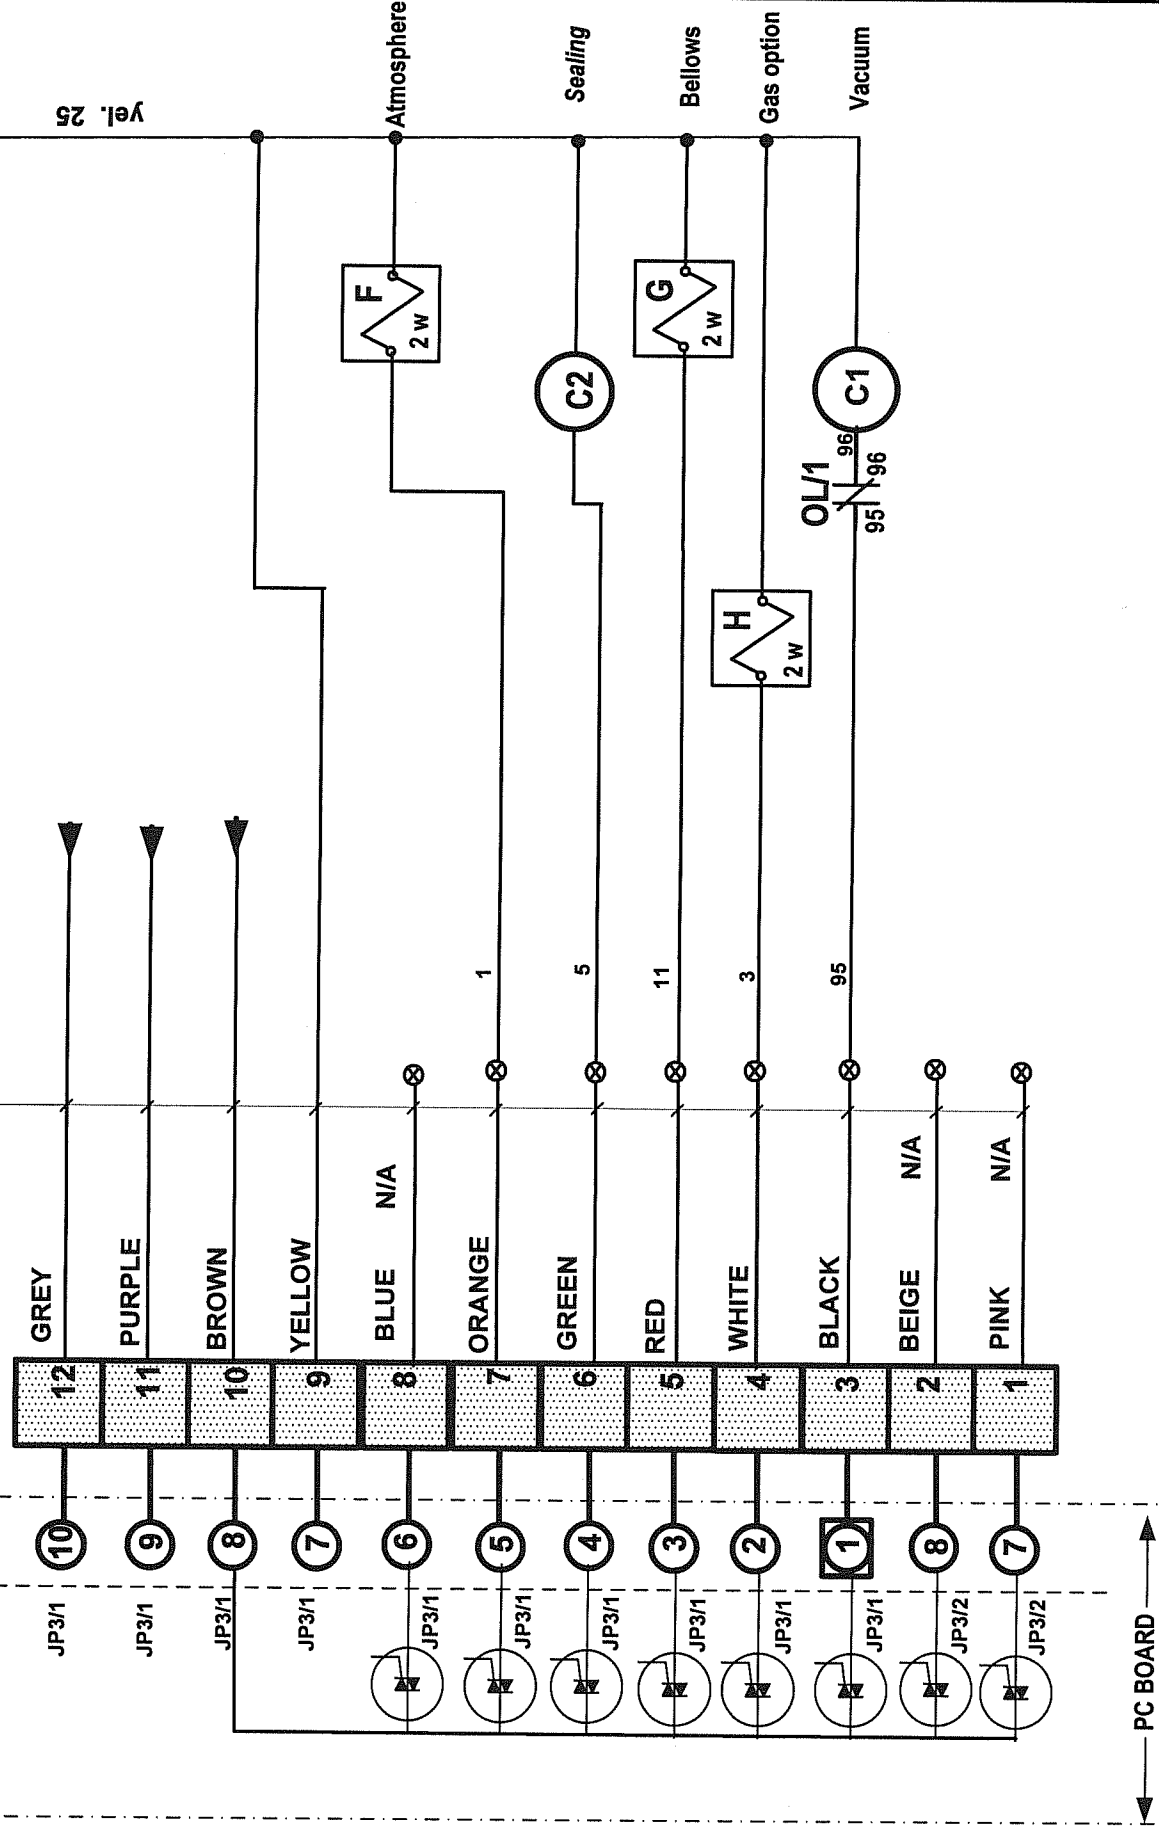 yel. 25
Atmosphere
Sealing
Bellows
Gas option
Vacuum
F
2 w
C2
G
2 w
H
2 w
C1
OL/1
96
96
95
1
5
11
3
95
GREY
PURPLE
BROWN
YELLOW
BLUE N/A
ORANGE
GREEN
RED
WHITE
BLACK
BEIGE N/A
PINK N/A
12
11
10
9
8
7
6
5
4
3
2
1
10
9
8
7
6
5
4
3
2
1
8
7
JP3/1
JP3/1
JP3/1
JP3/1
JP3/1
JP3/1
JP3/1
JP3/1
JP3/1
JP3/1
JP3/2
JP3/2
PC BOARD